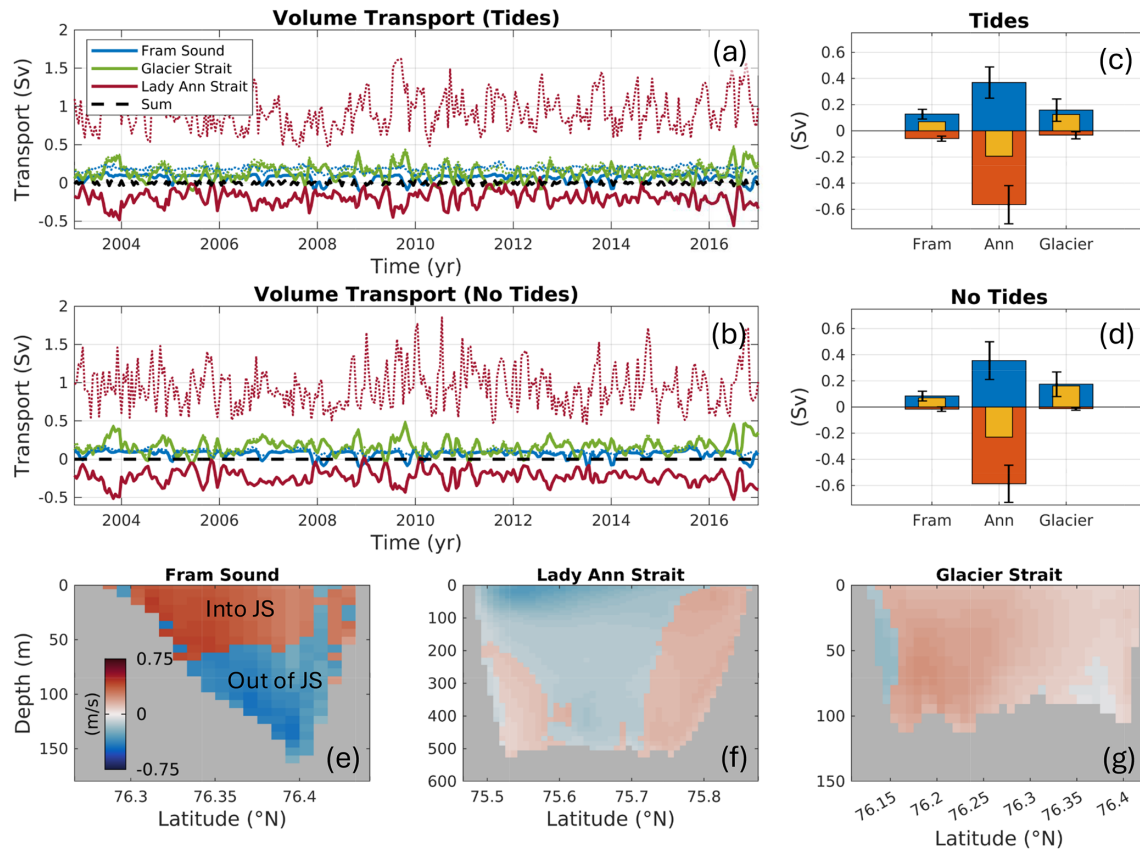 Volume Transport (Tides)
(a)
Fram Sound
Glacier Strait
Lady Ann Strait
Sum
Transport (Sv)
2
1.5
1
0.5
0
-0.5
2004
2006
2008
2010
2012
2014
2016
Time (yr)
Tides
(c)
(Sv)
0.6
0.4
0.2
0
-0.2
-0.4
-0.6
Fram
Ann
Glacier
Volume Transport (No Tides)
(b)
Transport (Sv)
2
1.5
1
0.5
0
-0.5
2004
2006
2008
2010
2012
2014
2016
Time (yr)
No Tides
(d)
(Sv)
0.6
0.4
0.2
0
-0.2
-0.4
-0.6
Fram
Ann
Glacier
Fram Sound
Into JS
Out of JS
0.75
0
-0.75
(m/s)
(e)
Depth (m)
0
50
100
150
76.3
76.35
76.4
Latitude (°N)
Lady Ann Strait
(f)
0
100
200
300
400
500
600
75.5
75.6
75.7
75.8
Latitude (°N)
Glacier Strait
(g)
0
50
100
150
76.15
76.2
76.25
76.3
76.35
76.4
Latitude (°N)